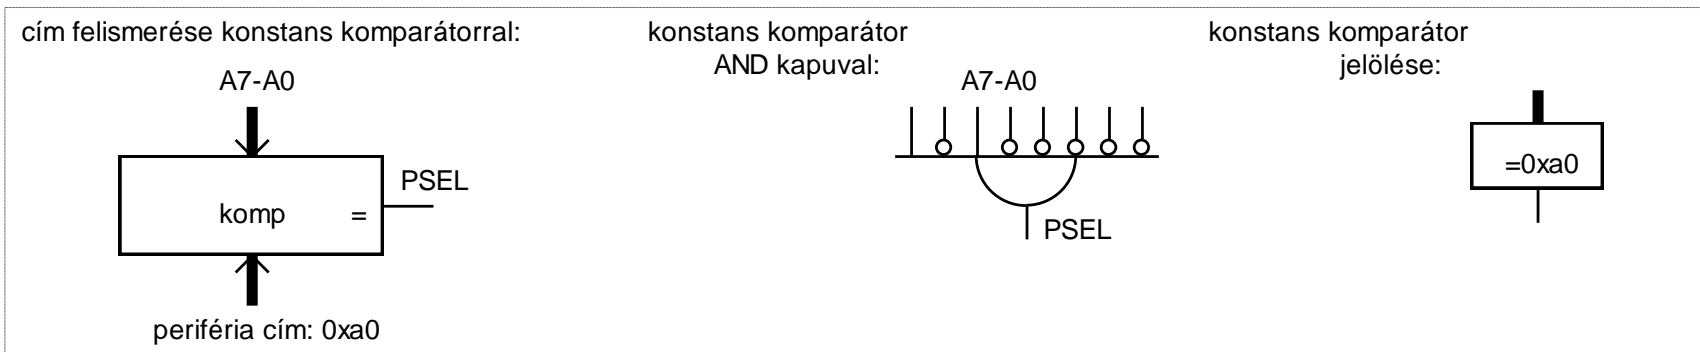 cím felismerése konstans komparátorral:
A7-A0
komp =
PSEL
periféria cím: 0xa0
konstans komparátor
AND kapuval:
A7-A0
PSEL
konstans komparátor
jelölése:
=0xa0